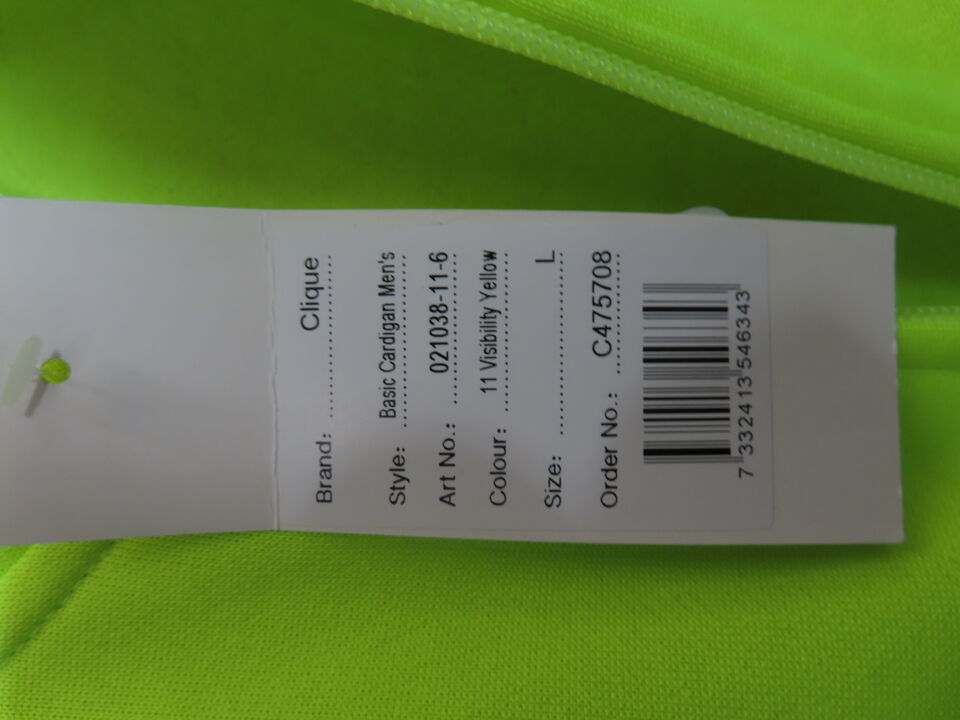 Brand: Clique
Style: Basic Cardigan Men's
Art No.: 021038-11-6
Colour: 11 Visibility Yellow
Size: L
Order No.: C475708
7 332413 546343